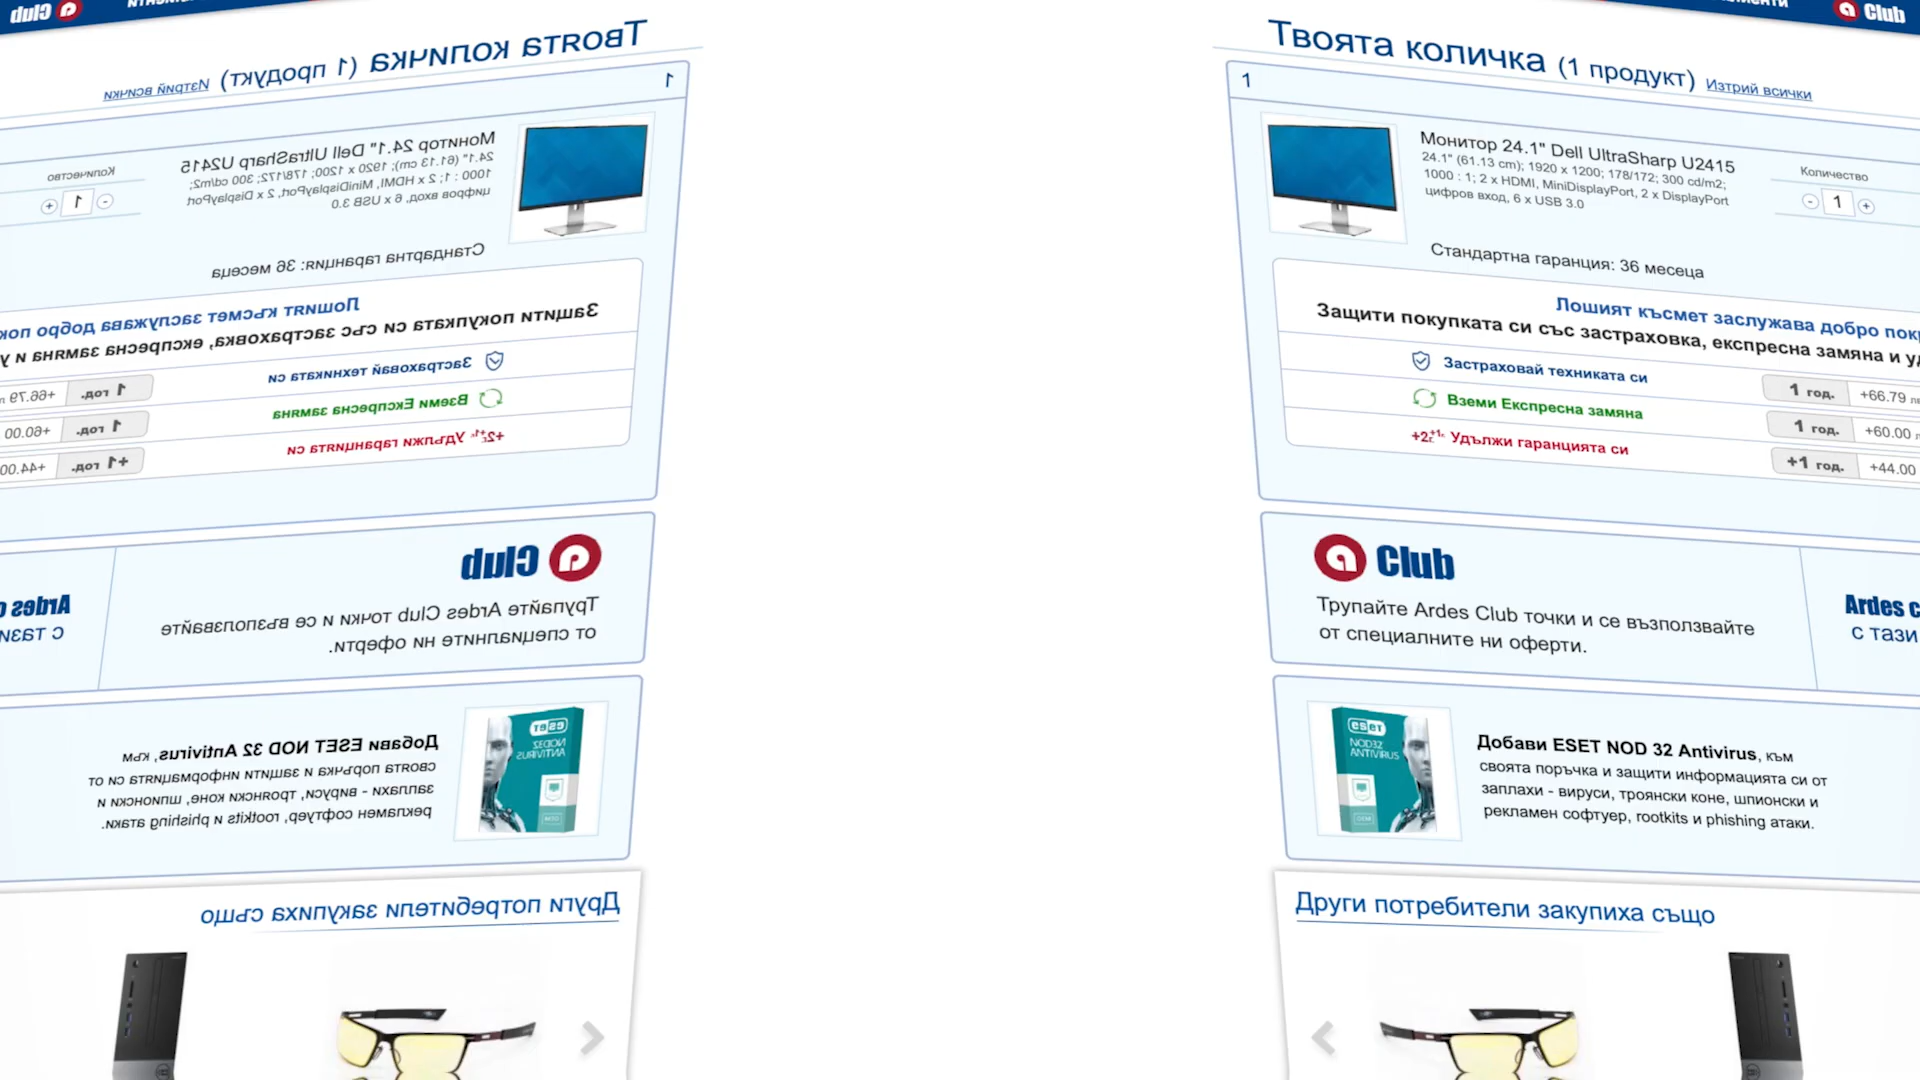 Club
Твоята количка (1 продукт) Изтрий всички
1
Монитор 24.1" Dell UltraSharp U2415
24.1" (61.13 cm); 1920 x 1200; 178/172; 300 cd/m2;
1000 : 1; 2 x HDMI, MiniDisplayPort, 2 x DisplayPort
цифров вход, 6 x USB 3.0
Количество
- 1 +
Стандартна гаранция: 36 месеца
Лошият късмет заслужава добро
Защити покупката си със застраховка, експресна замяна и
Застраховай техниката си
1 год. +66.79
Вземи Експресна замяна
1 год. +60.00
Удължи гаранцията си
+1 год. +44.00
Club
Трупайте Ardes Club точки и се възползвайте
от специалните ни оферти.
Ardes
с тази
eset
NOD32
ANTIVIRUS
Добави ESET NOD 32 Antivirus, към
своята поръчка и защити информацията си от
заплахи - вируси, троянски коне, шпионски и
рекламен софтуер, rootkits и phishing атаки.
Други потребители закупиха също